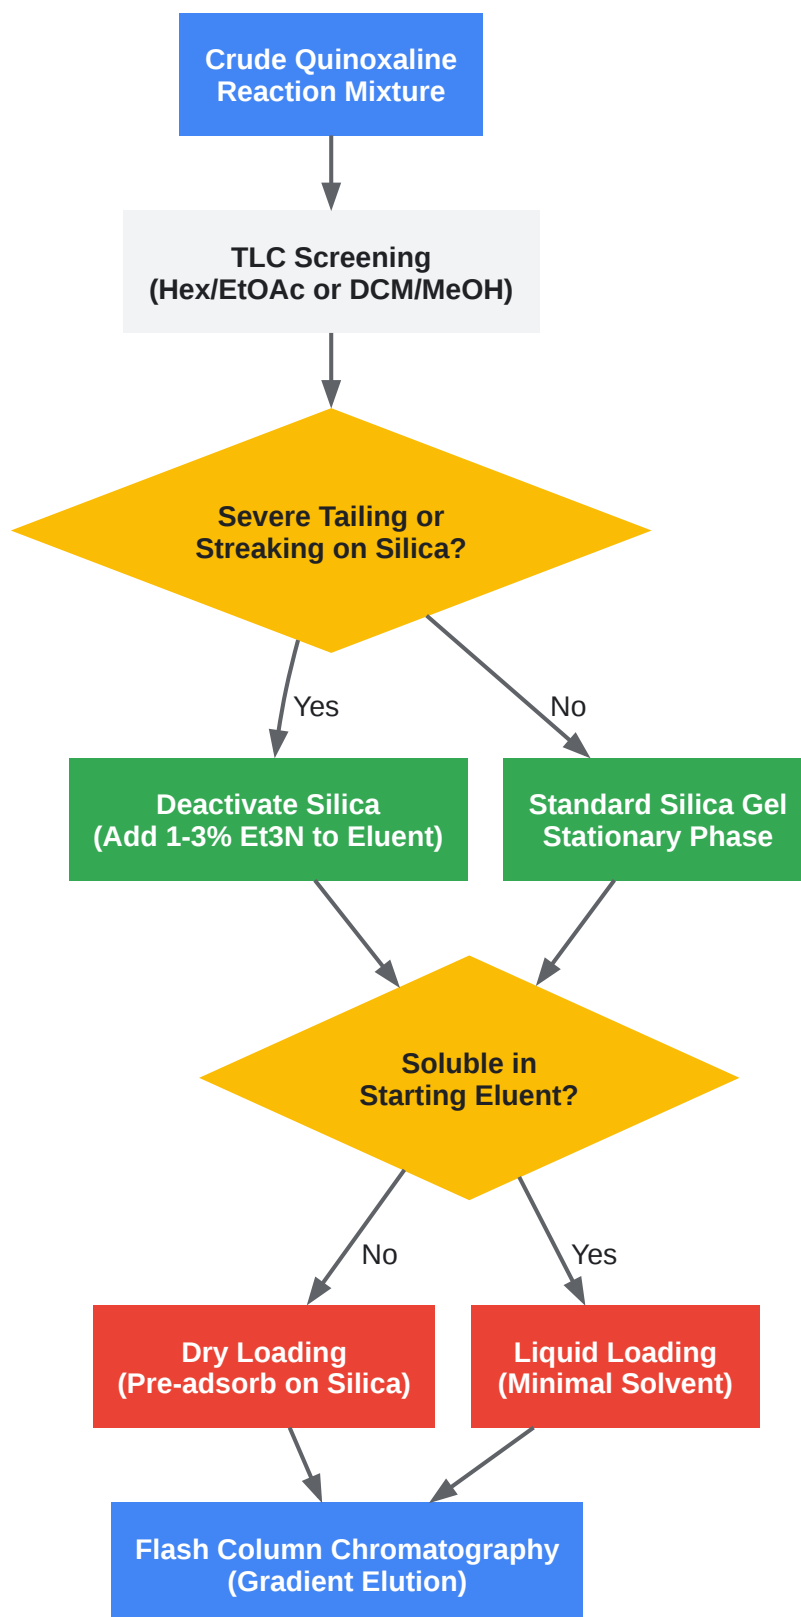 Crude Quinoxaline
Reaction Mixture
TLC Screening
(Hex/EtOAc or DCM/MeOH)
Severe Tailing or
Streaking on Silica?
Yes
No
Deactivate Silica
(Add 1-3% Et3N to Eluent)
Standard Silica Gel
Stationary Phase
Soluble in
Starting Eluent?
No
Yes
Dry Loading
(Pre-adsorb on Silica)
Liquid Loading
(Minimal Solvent)
Flash Column Chromatography
(Gradient Elution)